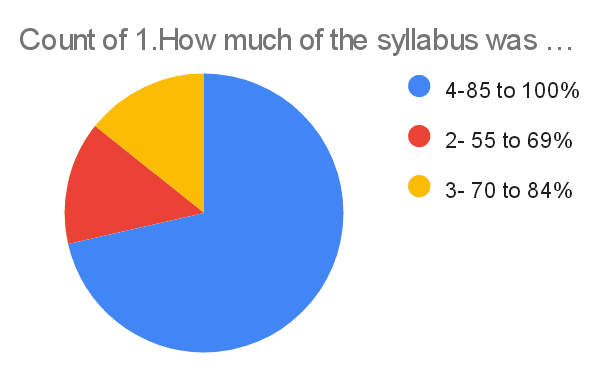 Count of 1.How much of the syllabus was …
4-85 to 100%
2- 55 to 69%
3- 70 to 84%